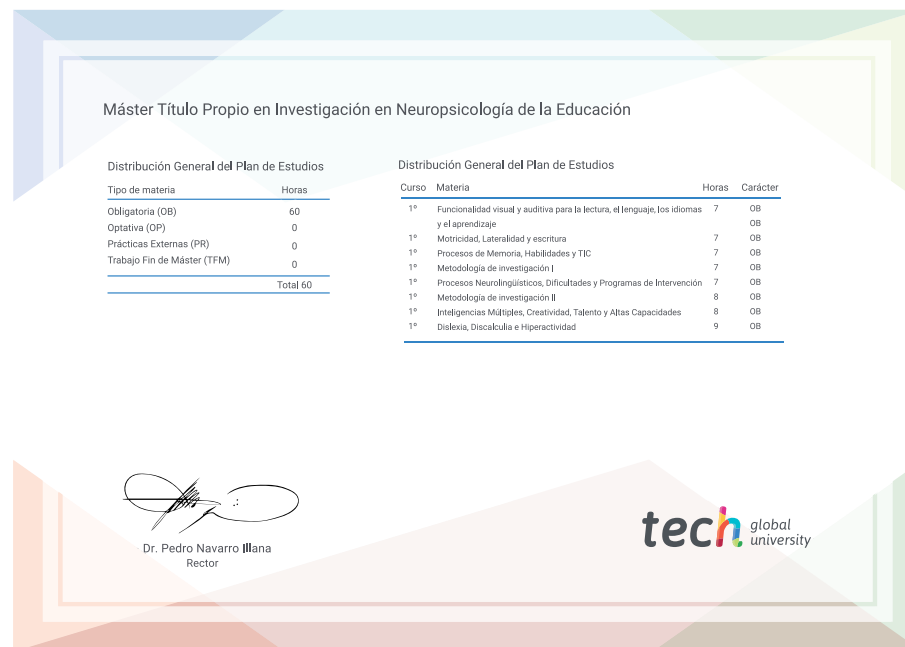 Máster Título Propio en Investigación en Neuropsicología de la Educación
Distribución General del Plan de Estudios
Tipo de materia Horas
Obligatoria (OB) 60
Optativa (OP) 0
Prácticas Externas (PR) 0
Trabajo Fin de Máster (TFM) 0
Total 60
Distribución General del Plan de Estudios
Curso Materia Horas Carácter
1º Funcionalidad visual y auditiva para la lectura, el lenguaje, los idiomas 7 OB
y el aprendizaje OB
1º Motricidad, Lateralidad y escritura 7 OB
1º Procesos de Memoria, Habilidades y TIC 7 OB
1º Metodología de investigación I 7 OB
1º Procesos Neurolingüísticos, Dificultades y Programas de Intervención 7 OB
1º Metodología de investigación II 8 OB
1º Inteligencias Múltiples, Creatividad, Talento y Altas Capacidades 8 OB
1º Dislexia, Discalculia e Hiperactividad 9 OB
Dr. Pedro Navarro Illana
Rector
tech global
university